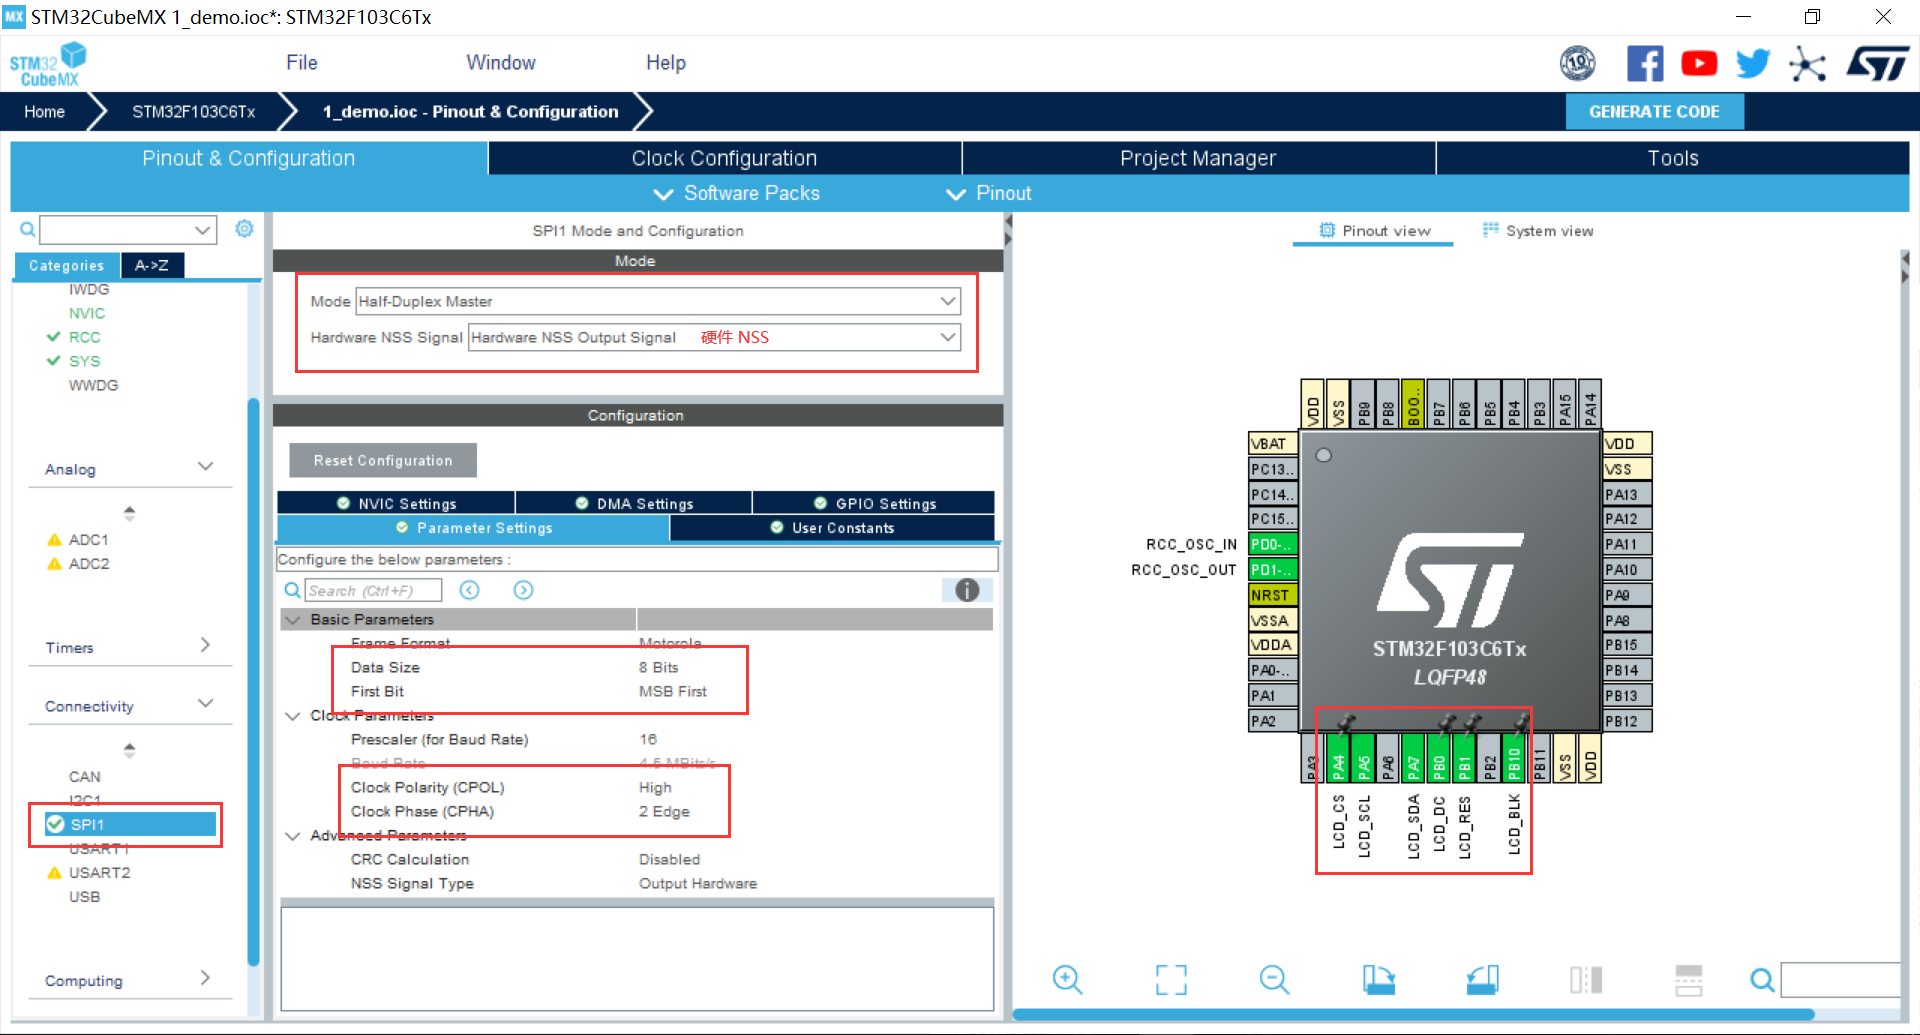 MX STM32CubeMX 1_demo.ioc*: STM32F103C6Tx
STM32
CubeMX
File
Window
Help
10
ST
Home
STM32F103C6Tx
1_demo.ioc - Pinout & Configuration
GENERATE CODE
Pinout & Configuration
Clock Configuration
Project Manager
Tools
Software Packs
Pinout
Categories
A->Z
IWDG
NVIC
RCC
SYS
WWDG
Analog
ADC1
ADC2
Timers
Connectivity
CAN
I2C1
SPI1
USART1
USART2
USB
Computing
SPI1 Mode and Configuration
Mode
Mode Half-Duplex Master
Hardware NSS Signal Hardware NSS Output Signal 硬件 NSS
Configuration
Reset Configuration
NVIC Settings
DMA Settings
GPIO Settings
Parameter Settings
User Constants
Configure the below parameters :
Search (Ctrl+F)
Basic Parameters
Frame Format Motorola
Data Size 8 Bits
First Bit MSB First
Clock Parameters
Prescaler (for Baud Rate) 16
Baud Rate 4.5 MBits/s
Clock Polarity (CPOL) High
Clock Phase (CPHA) 2 Edge
Advanced Parameters
CRC Calculation Disabled
NSS Signal Type Output Hardware
Pinout view
System view
VDD
VSS
PB9
PB8
BOO..
PB7
PB6
PB5
PB4
PB3
PA15
PA14
VBAT
PC13..
PC14..
PC15..
RCC_OSC_IN PD0-..
RCC_OSC_OUT PD1-..
NRST
VSSA
VDDA
PA0-..
PA1
PA2
ST
STM32F103C6Tx
LQFP48
VDD
VSS
PA13
PA12
PA11
PA10
PA9
PA8
PB15
PB14
PB13
PB12
PA3
PA4
PA5
PA6
PA7
PB0
PB1
PB2
PB10
PB11
VSS
VDD
LCD_CS
LCD_SCL
LCD_SDA
LCD_DC
LCD_RES
LCD_BLK